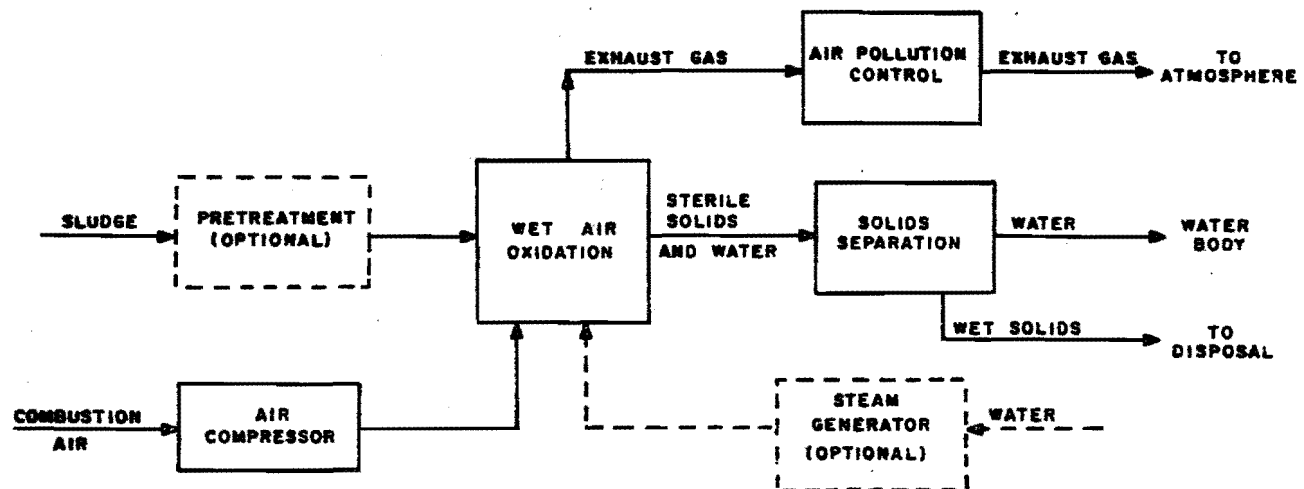 EXHAUST GAS
AIR POLLUTION
CONTROL
EXHAUST GAS
TO
ATMOSPHERE
SLUDGE
PRETREATMENT
(OPTIONAL)
WET AIR
OXIDATION
STERILE
SOLIDS
AND WATER
SOLIDS
SEPARATION
WATER
WATER
BODY
WET SOLIDS
TO
DISPOSAL
COMBUSTION
AIR
AIR
COMPRESSOR
STEAM
GENERATOR
(OPTIONAL)
WATER